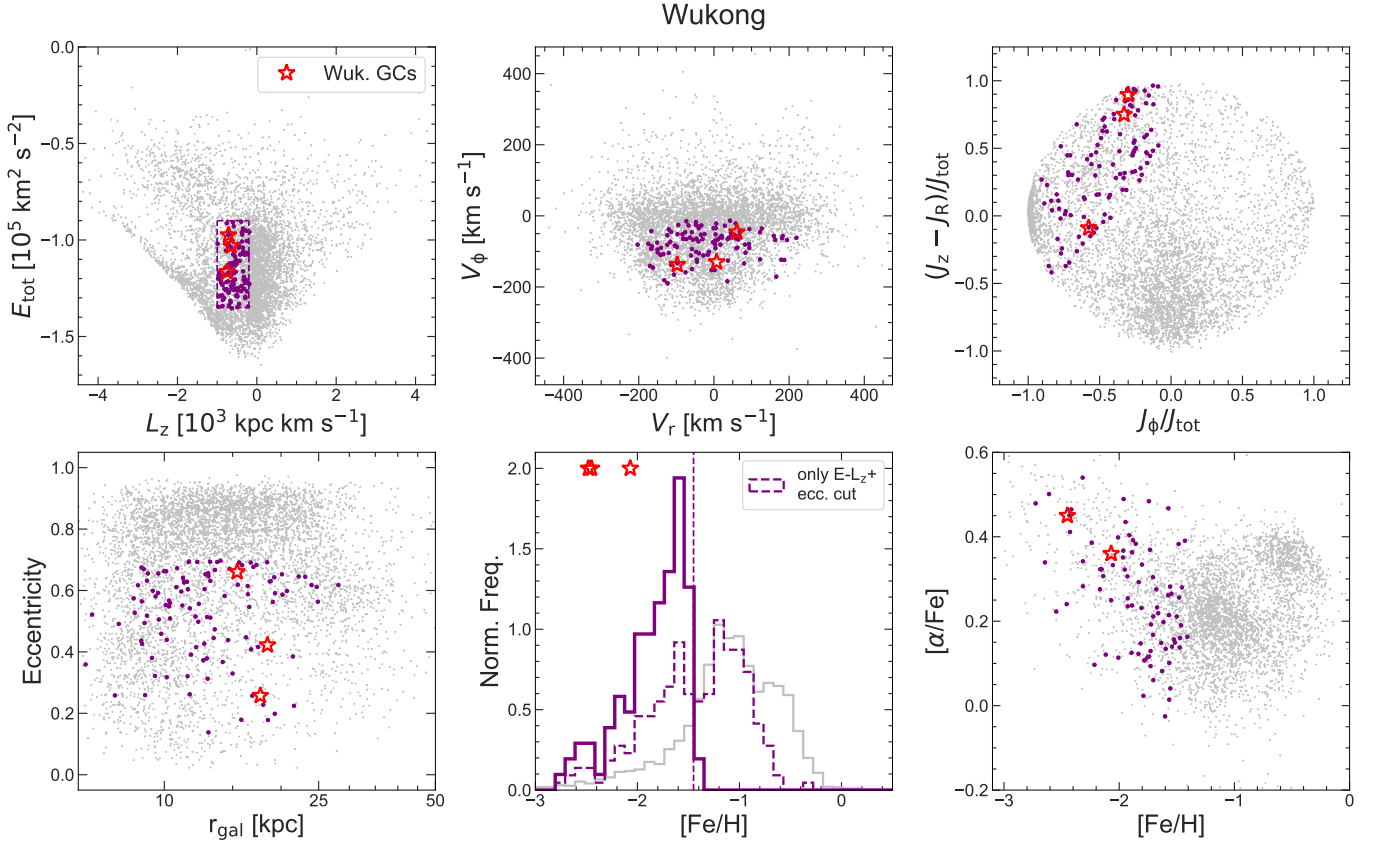 Wukong
0.0
−0.5
−1.0
−1.5
E_tot [10^5 km^2 s^−2]
Wuk. GCs
−4 −2 0 2 4
L_z [10^3 kpc km s^−1]
400
200
0
−200
−400
V_ϕ [km s^−1]
−400 −200 0 200 400
V_r [km s^−1]
1.0
0.5
0.0
−0.5
−1.0
(J_z − J_R)/J_tot
−1.0 −0.5 0.0 0.5 1.0
J_ϕ/J_tot
1.0
0.8
0.6
0.4
0.2
0.0
Eccentricity
10 25 50
r_gal [kpc]
2.0
1.5
1.0
0.5
0.0
Norm. Freq.
only E-L_z+
ecc. cut
−3 −2 −1 0
[Fe/H]
0.6
0.4
0.2
0.0
−0.2
[α/Fe]
−3 −2 −1 0
[Fe/H]